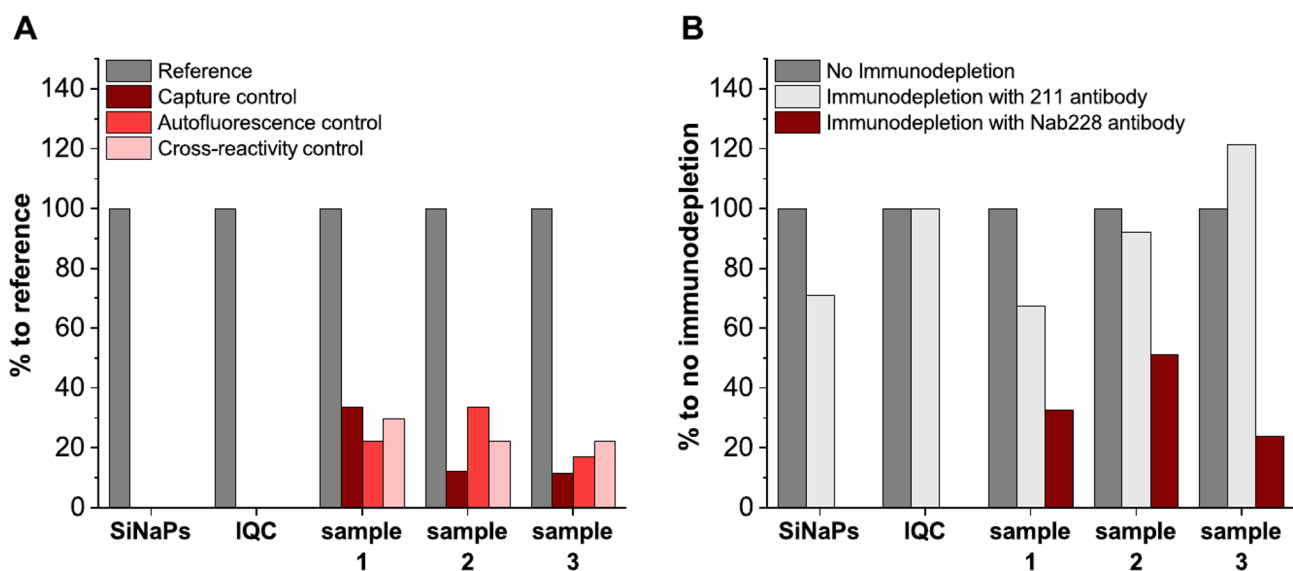 A
% to reference
140
120
100
80
60
40
20
0
Reference
Capture control
Autofluorescence control
Cross-reactivity control
SiNaPs
IQC
sample
1
sample
2
sample
3
B
% to no immunodepletion
140
120
100
80
60
40
20
0
No Immunodepletion
Immunodepletion with 211 antibody
Immunodepletion with Nab228 antibody
SiNaPs
IQC
sample
1
sample
2
sample
3